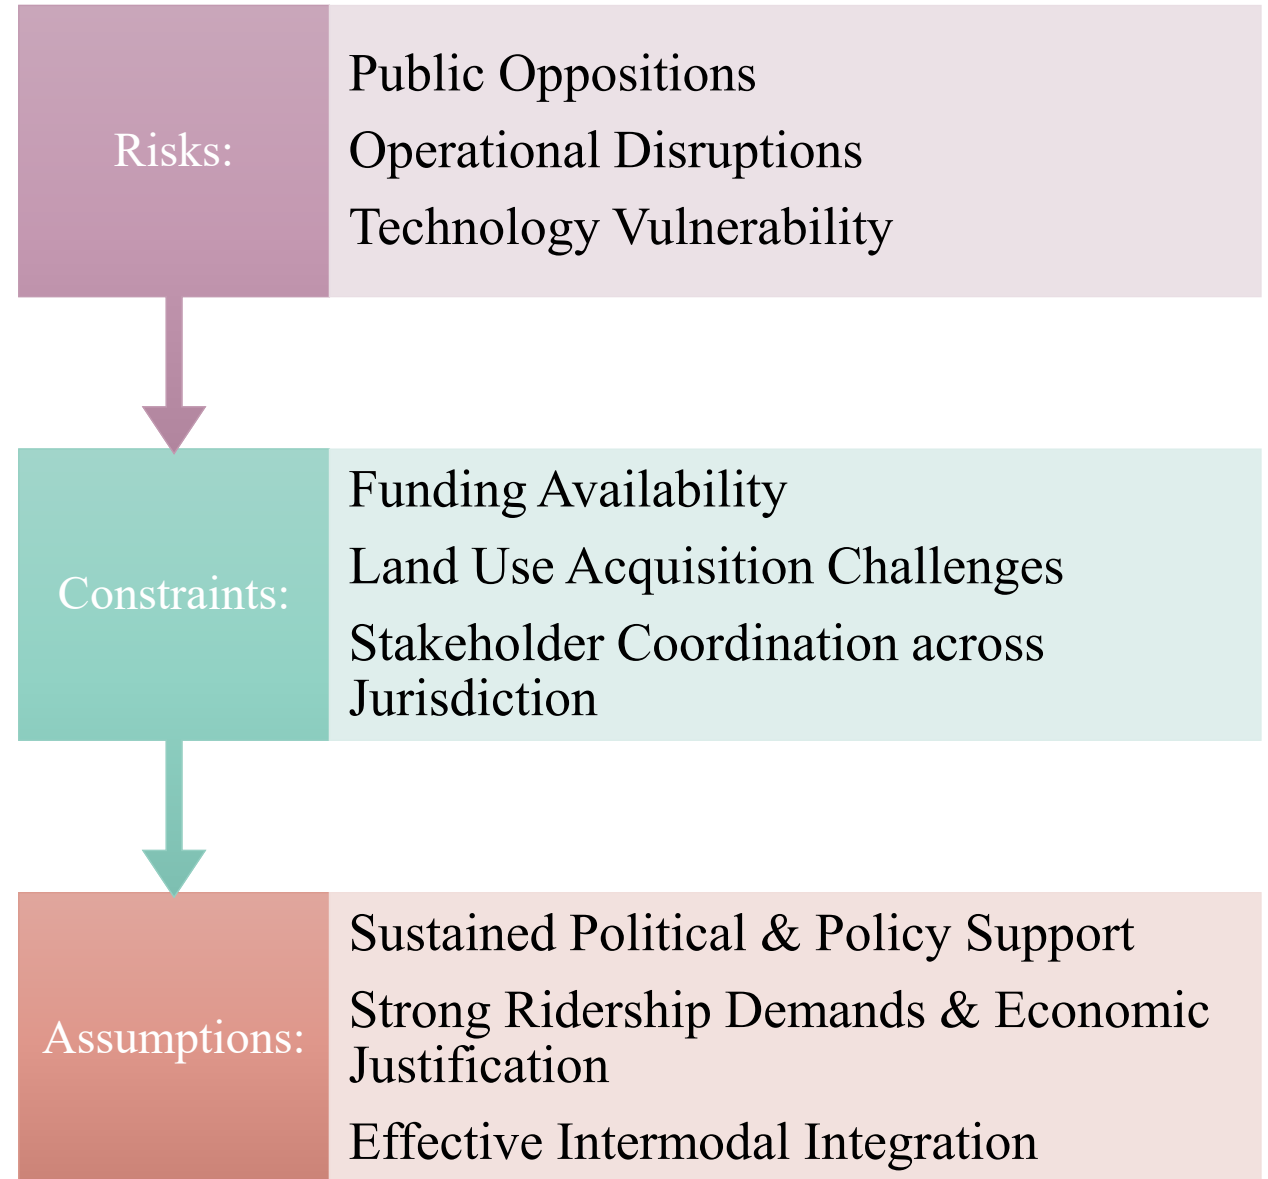 Risks:
Public Oppositions
Operational Disruptions
Technology Vulnerability
Constraints:
Funding Availability
Land Use Acquisition Challenges
Stakeholder Coordination across
Jurisdiction
Assumptions:
Sustained Political & Policy Support
Strong Ridership Demands & Economic
Justification
Effective Intermodal Integration